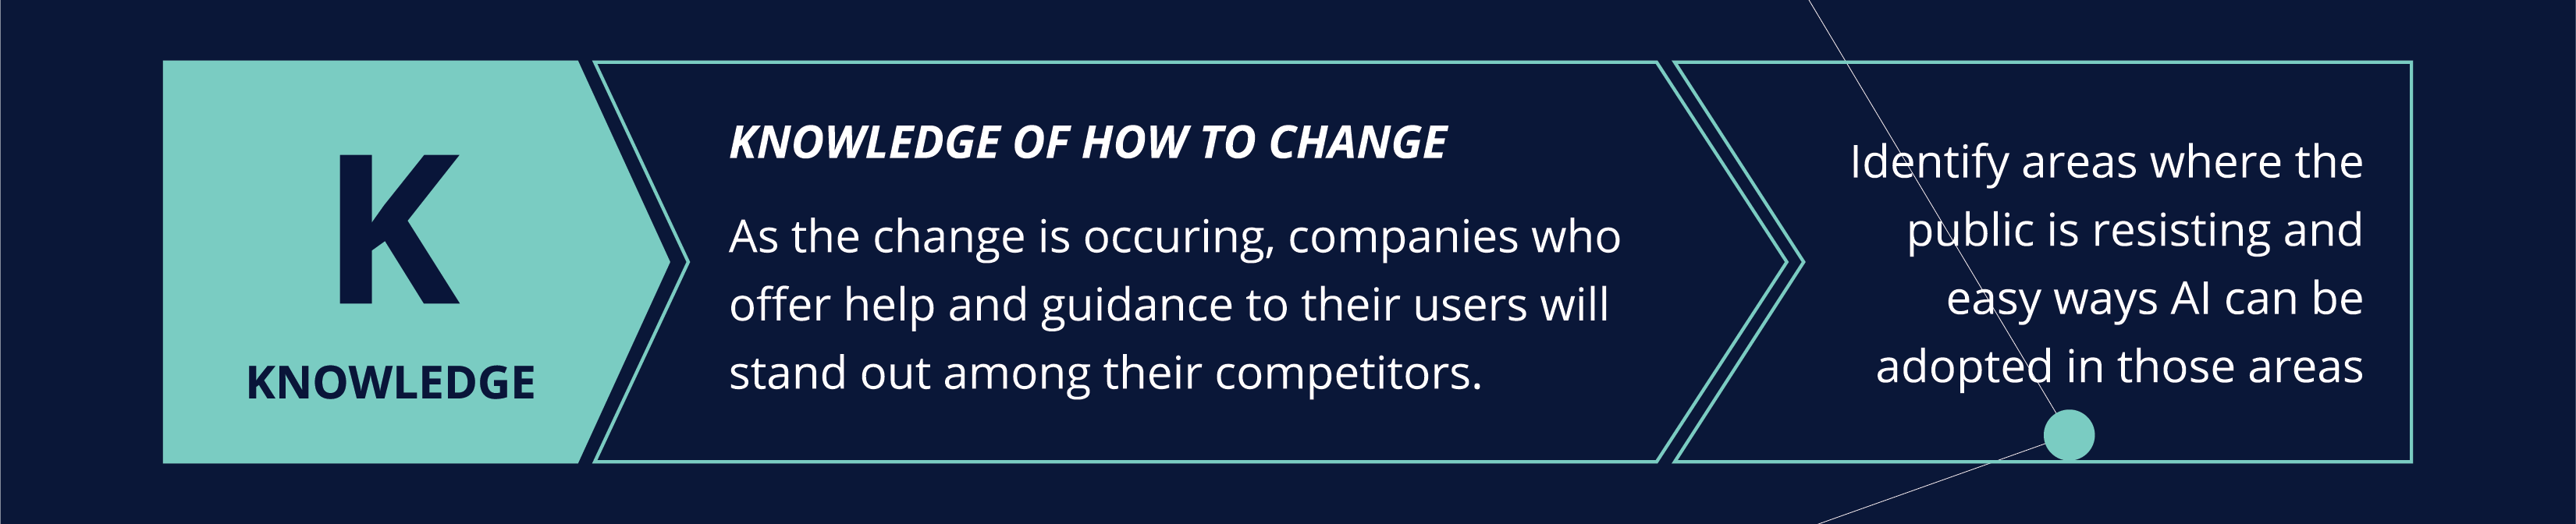 K
KNOWLEDGE
KNOWLEDGE OF HOW TO CHANGE
As the change is occuring, companies who
offer help and guidance to their users will
stand out among their competitors.
Identify areas where the
public is resisting and
easy ways AI can be
adopted in those areas